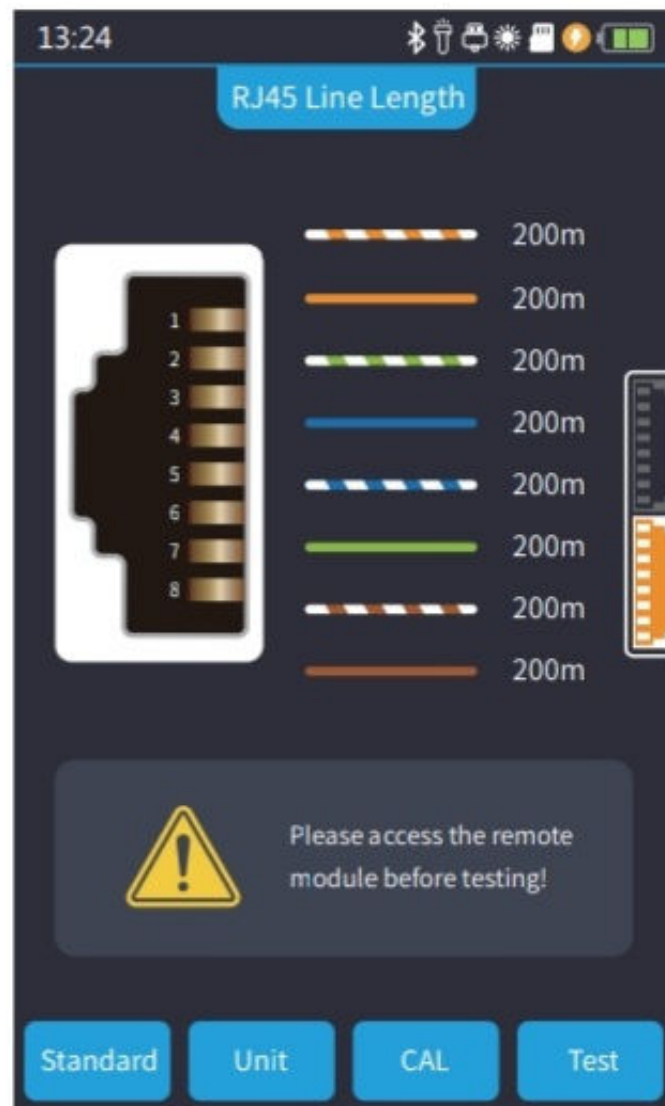 13:24
RJ45 Line Length
200m
200m
1
2
200m
3
200m
4
5
200m
6
200m
7
8
200m
200m
Please access the remote
module before testing!
Standard
Unit
CAL
Test